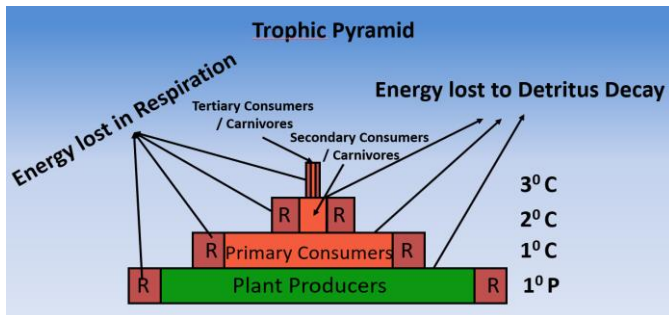 Trophic Pyramid
Energy lost in Respiration
Energy lost to Detritus Decay
Tertiary Consumers
/ Carnivores
Secondary Consumers
/ Carnivores
3⁰ C
R R 2⁰ C
R Primary Consumers R 1⁰ C
R Plant Producers R 1⁰ P